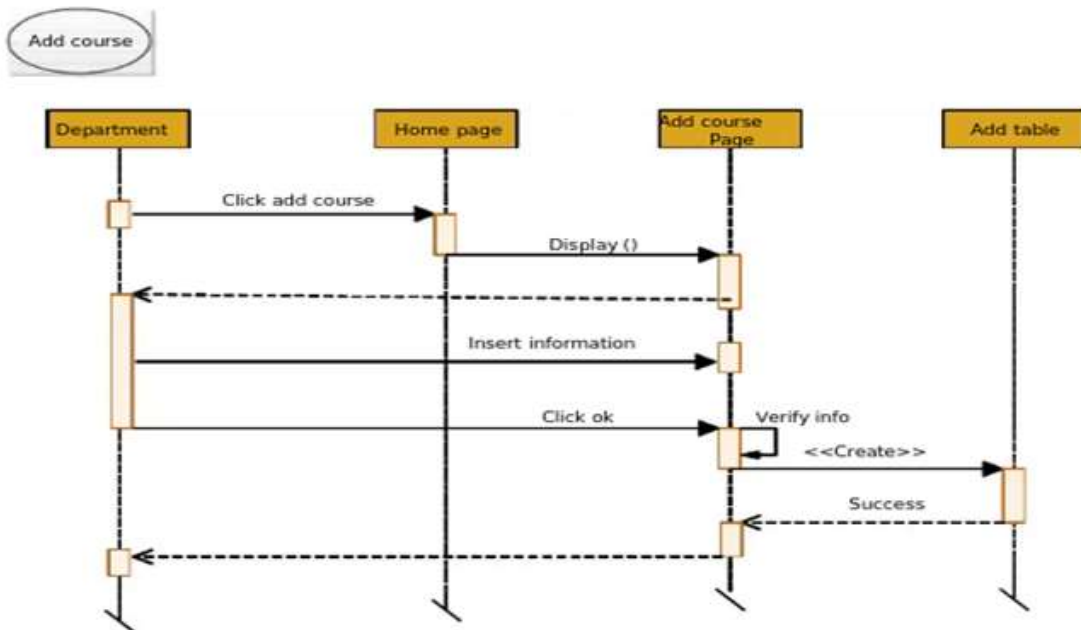 Add course
Department
Home page
Add course
Page
Add table
Click add course
Display ()
Insert information
Click ok
Verify info
<<Create>>
Success